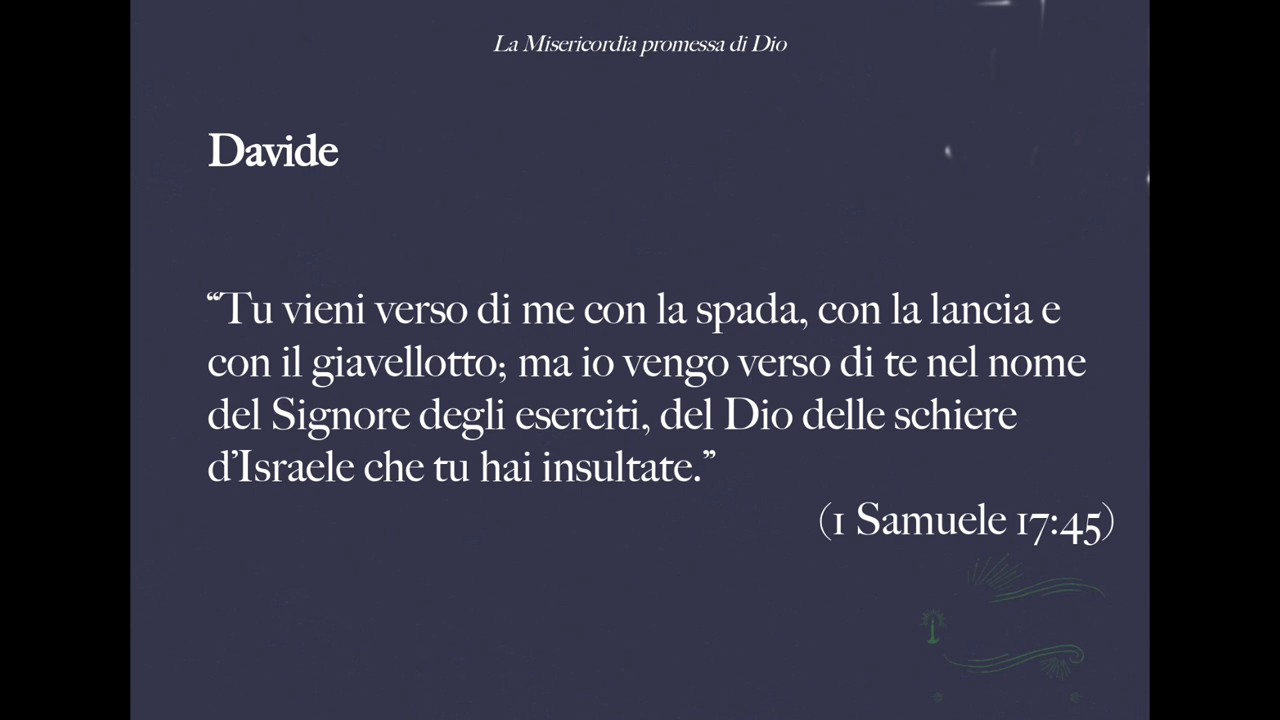 La Misericordia promessa di Dio
Davide
“Tu vieni verso di me con la spada, con la lancia e
con il giavellotto; ma io vengo verso di te nel nome
del Signore degli eserciti, del Dio delle schiere
d’Israele che tu hai insultate.”
(1 Samuele 17:45)